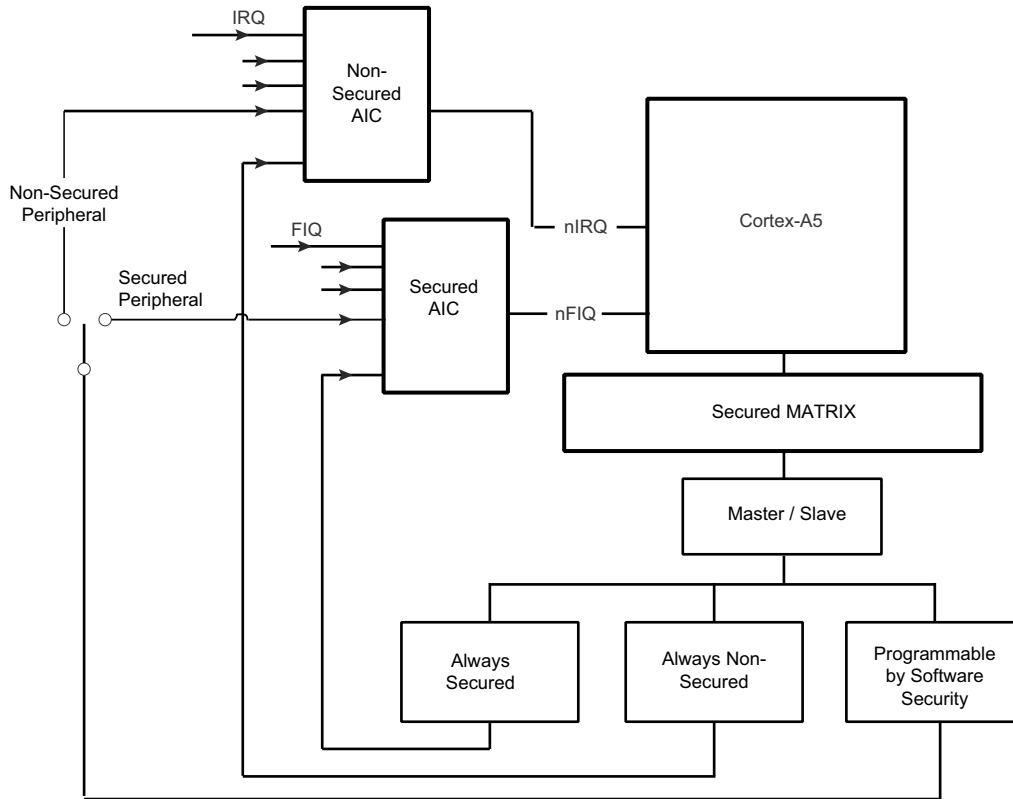 IRQ
Non-
Secured
AIC
Non-Secured
Peripheral
nIRQ
Cortex-A5
FIQ
Secured
Peripheral
Secured
AIC
nFIQ
Secured MATRIX
Master / Slave
Always
Secured
Always Non-
Secured
Programmable
by Software
Security